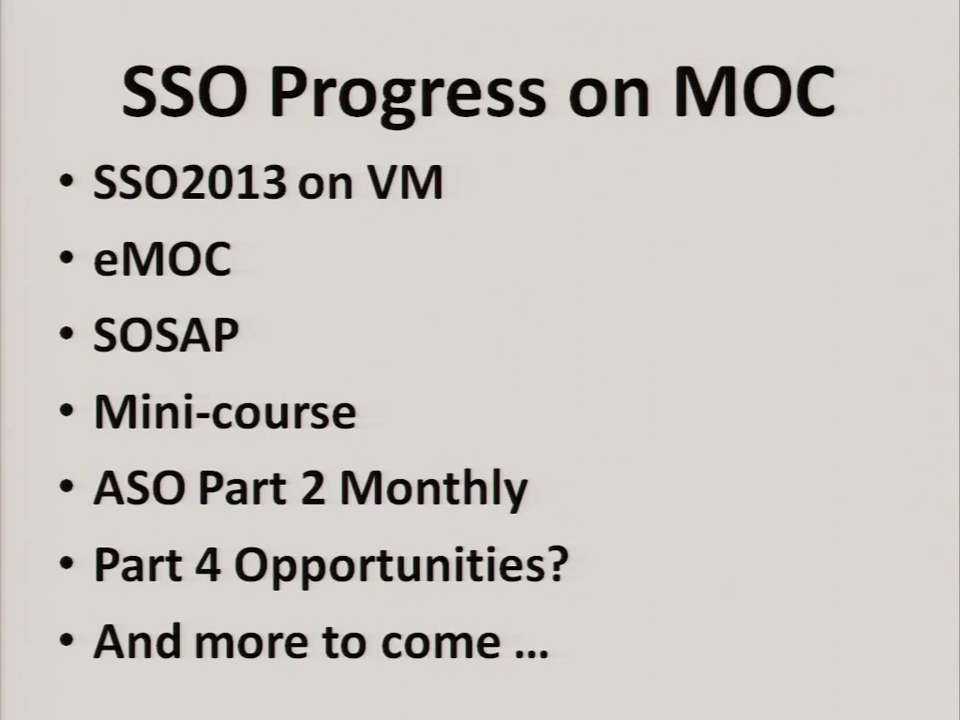 SSO Progress on MOC
• SSO2013 on VM
• eMOC
• SOSAP
• Mini-course
• ASO Part 2 Monthly
• Part 4 Opportunities?
• And more to come …